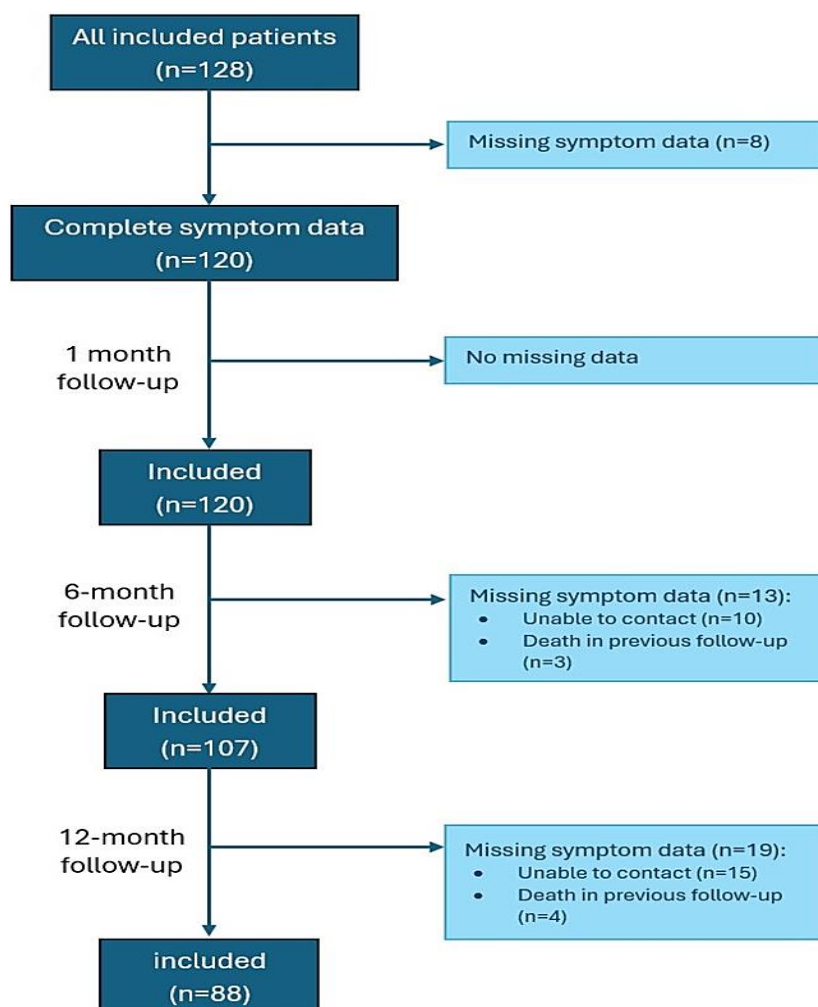 All included patients
(n=128)
Missing symptom data (n=8)
Complete symptom data
(n=120)
1 month
follow-up
No missing data
Included
(n=120)
6-month
follow-up
Missing symptom data (n=13):
• Unable to contact (n=10)
• Death in previous follow-up
(n=3)
Included
(n=107)
12-month
follow-up
Missing symptom data (n=19):
• Unable to contact (n=15)
• Death in previous follow-up
(n=4)
included
(n=88)